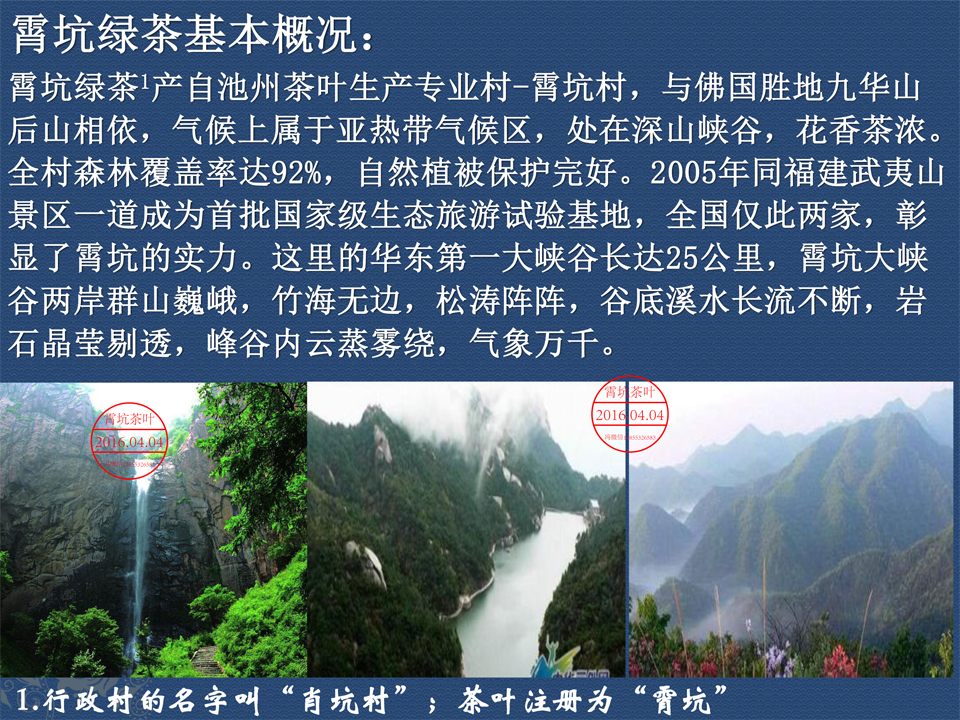 霄坑绿茶基本概况：
霄坑绿茶¹产自池州茶叶生产专业村-霄坑村，与佛国胜地九华山
后山相依，气候上属于亚热带气候区，处在深山峡谷，花香茶浓。
全村森林覆盖率达92%，自然植被保护完好。2005年同福建武夷山
景区一道成为首批国家级生态旅游试验基地，全国仅此两家，彰
显了霄坑的实力。这里的华东第一大峡谷长达25公里，霄坑大峡
谷两岸群山巍峨，竹海无边，松涛阵阵，谷底溪水长流不断，岩
石晶莹剔透，峰谷内云蒸雾绕，气象万千。
霄坑茶叶
2016.04.04
霄坑茶叶
2016.04.04
1.行政村的名字叫“肖坑村”；茶叶注册为“霄坑”